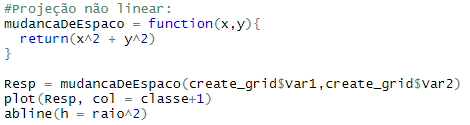 #Projeção não linear:
mudancaDeEspaco = function(x,y){
  return(x^2 + y^2)
}
Resp = mudancaDeEspaco(create_grid$Var1,create_grid$Var2)
plot(Resp, col = classe+1)
abline(h = raio^2)